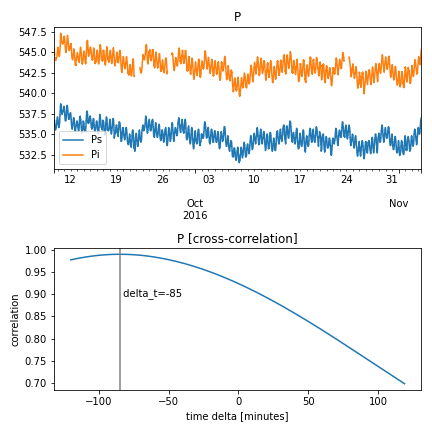 P
547.5
545.0
542.5
540.0
537.5
535.0
532.5
Ps
Pi
12 19 26 03 10 17 24 31
Oct
2016
Nov
P [cross-correlation]
1.00
0.95
0.90
0.85
0.80
0.75
0.70
correlation
delta_t=-85
−100 −50 0 50 100
time delta [minutes]